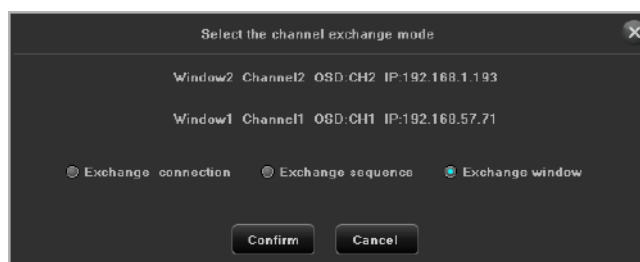 Select the channel exchange mode
Window2 Channel2 OSD:CH2 IP:192.168.1.193
Window1 Channel1 OSD:CH1 IP:192.168.57.71
Exchange connection Exchange sequence Exchange window
Confirm Cancel